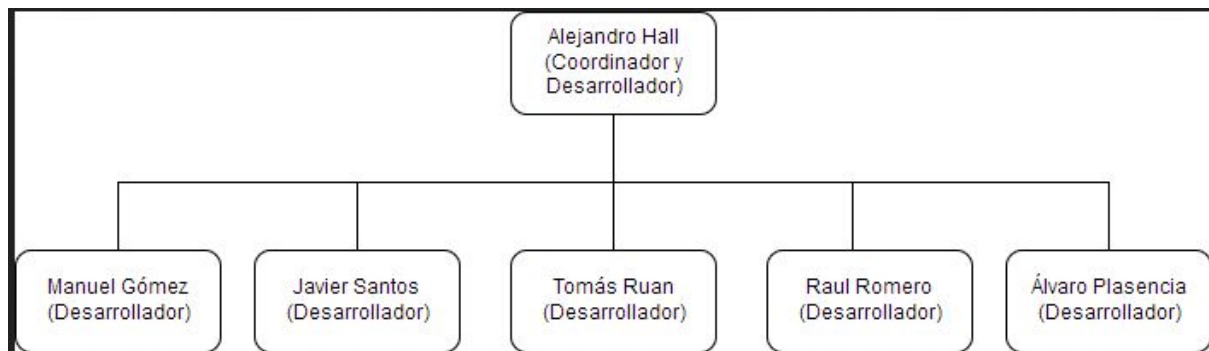 Alejandro Hall
(Coordinador y
Desarrollador)
Manuel Gómez
(Desarrollador)
Javier Santos
(Desarrollador)
Tomás Ruan
(Desarrollador)
Raul Romero
(Desarrollador)
Álvaro Plasencia
(Desarrollador)